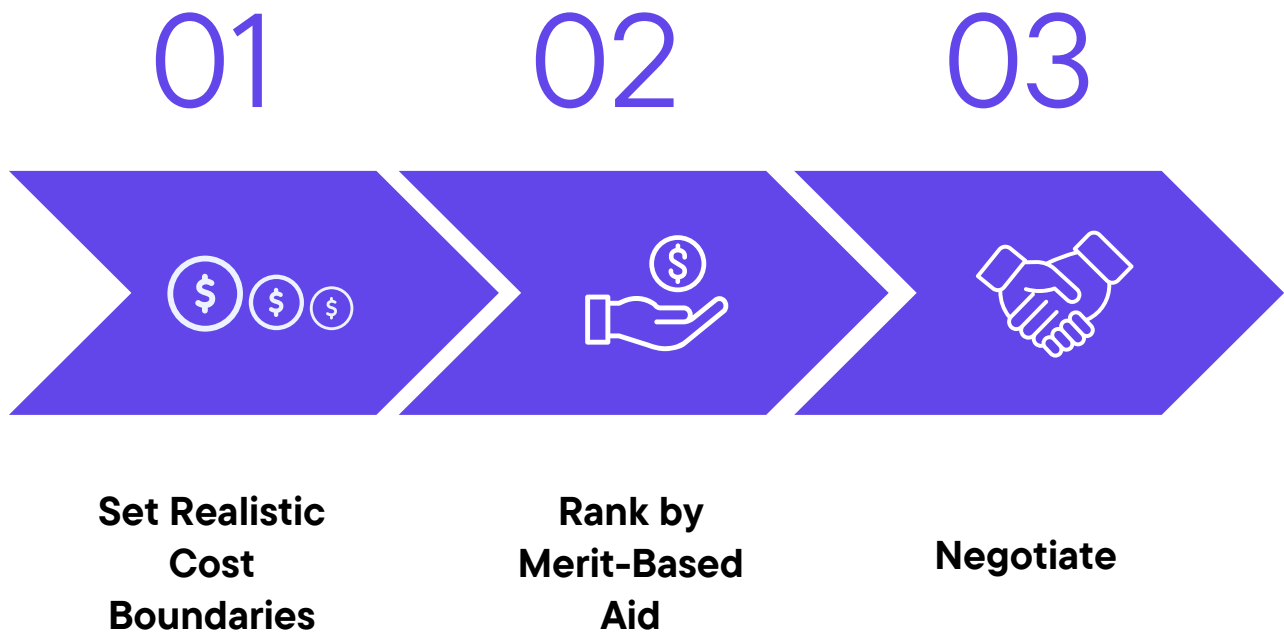 01
02
03
$
$
$
$
Set Realistic
Cost
Boundaries
Rank by
Merit-Based
Aid
Negotiate